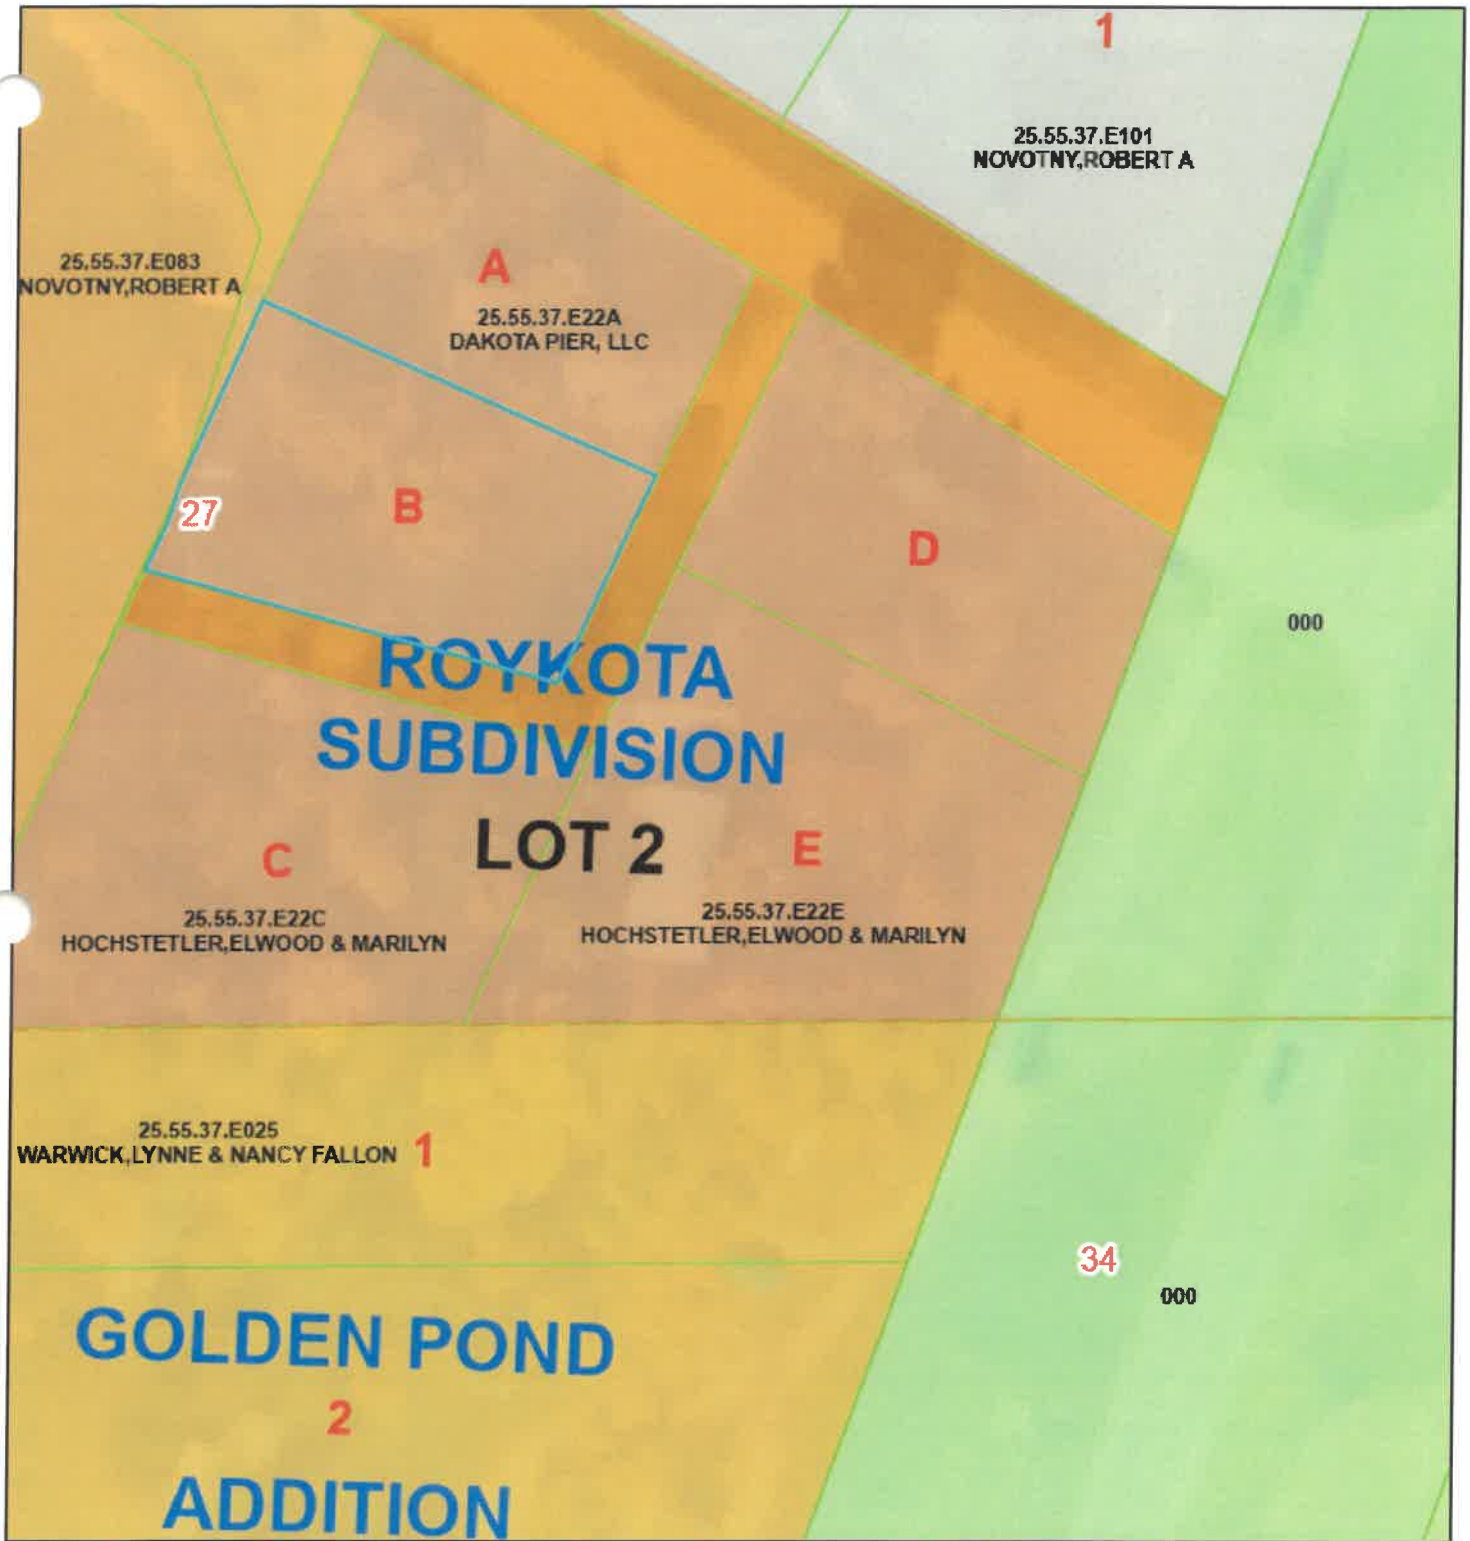 1
25.55.37.E101
NOVOTNY,ROBERT A
25.55.37.E083
NOVOTNY,ROBERT A
A
25.55.37.E22A
DAKOTA PIER, LLC
B
27
D
000
ROYKOTA
SUBDIVISION
LOT 2
C
E
25.55.37.E22C
HOCHSTETLER,ELWOOD & MARILYN
25.55.37.E22E
HOCHSTETLER,ELWOOD & MARILYN
25.55.37.E025
WARWICK,LYNNE & NANCY FALLON
1
34
000
GOLDEN POND
2
ADDITION